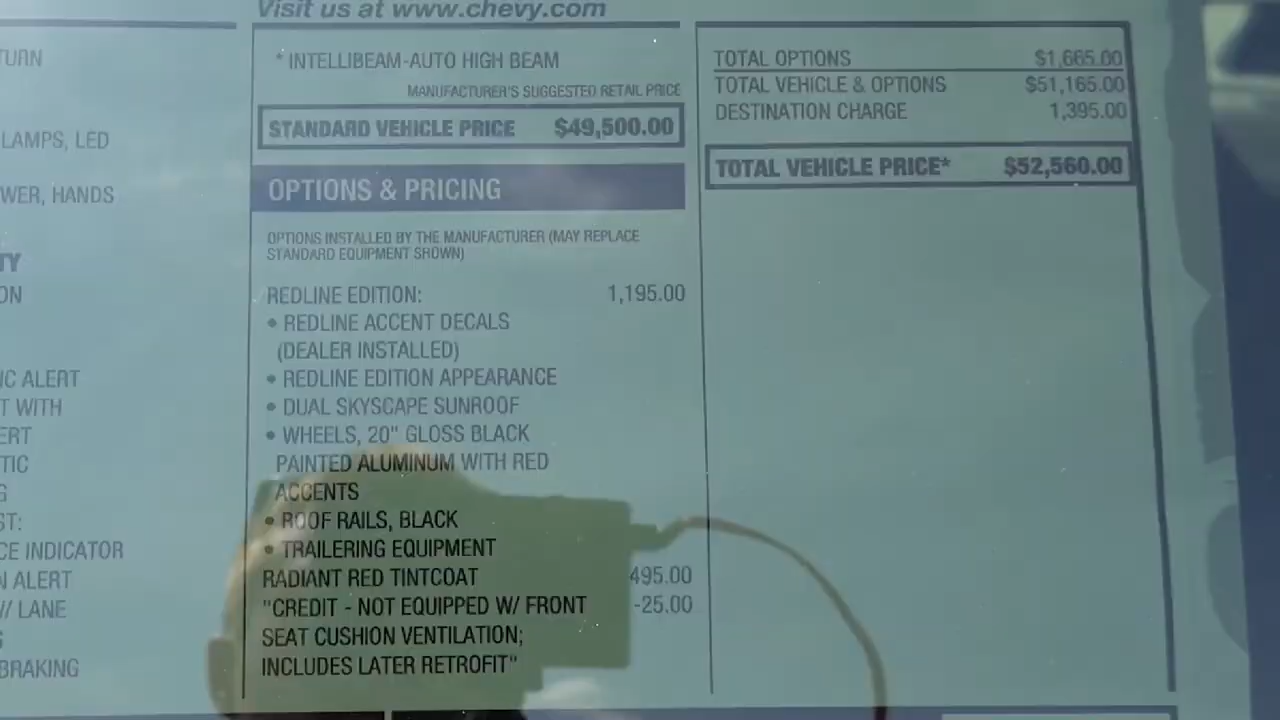 Visit us at www.chevy.com
TURN
LAMPS, LED
WER, HANDS
TY
ON
IC ALERT
T WITH
ERT
TIC
G
ST:
CE INDICATOR
N ALERT
W/ LANE
S
BRAKING
* INTELLIBEAM-AUTO HIGH BEAM
MANUFACTURER'S SUGGESTED RETAIL PRICE
STANDARD VEHICLE PRICE $49,500.00
OPTIONS & PRICING
OPTIONS INSTALLED BY THE MANUFACTURER (MAY REPLACE
STANDARD EQUIPMENT SHOWN)
REDLINE EDITION: 1,195.00
• REDLINE ACCENT DECALS
(DEALER INSTALLED)
• REDLINE EDITION APPEARANCE
• DUAL SKYSCAPE SUNROOF
• WHEELS, 20" GLOSS BLACK
PAINTED ALUMINUM WITH RED
ACCENTS
• ROOF RAILS, BLACK
• TRAILERING EQUIPMENT
RADIANT RED TINTCOAT 495.00
"CREDIT - NOT EQUIPPED W/ FRONT -25.00
SEAT CUSHION VENTILATION;
INCLUDES LATER RETROFIT"
TOTAL OPTIONS $1,665.00
TOTAL VEHICLE & OPTIONS $51,165.00
DESTINATION CHARGE 1,395.00
TOTAL VEHICLE PRICE* $52,560.00